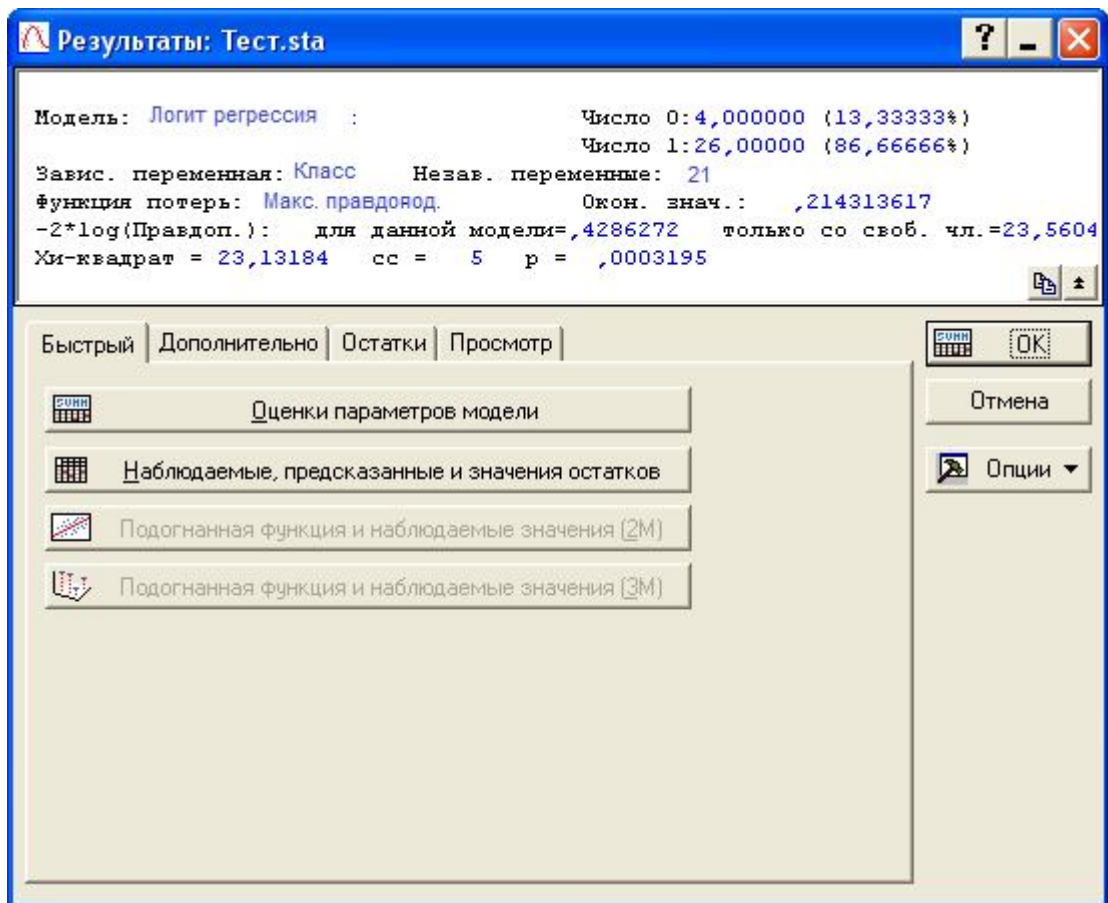 Результаты: Тест.sta
Модель: Логит регрессия : Число 0:4,000000 (13,33333%)
Число 1:26,00000 (86,66666%)
Завис. переменная: Класс Незав. переменные: 21
Функция потерь: Макс. правдопод. Окон. знач.: ,214313617
-2*log(Правдоп.): для данной модели=,4286272 только со своб. чл.=23,5604
Хи-квадрат = 23,13184 сс = 5 p = ,0003195
Быстрый Дополнительно Остатки Просмотр
Оценки параметров модели
Наблюдаемые, предсказанные и значения остатков
Подогнанная функция и наблюдаемые значения (2М)
Подогнанная функция и наблюдаемые значения (3М)
SUMM OK
Отмена
Опции